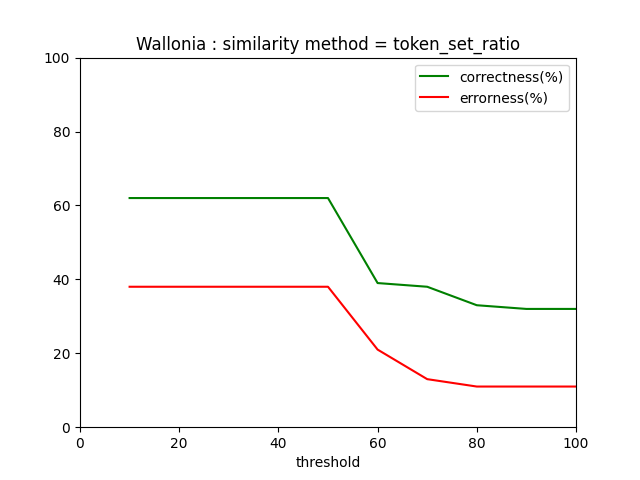 Wallonia : similarity method = token_set_ratio
100
80
60
40
20
0
correctness(%)
errorness(%)
0 20 40 60 80 100
threshold